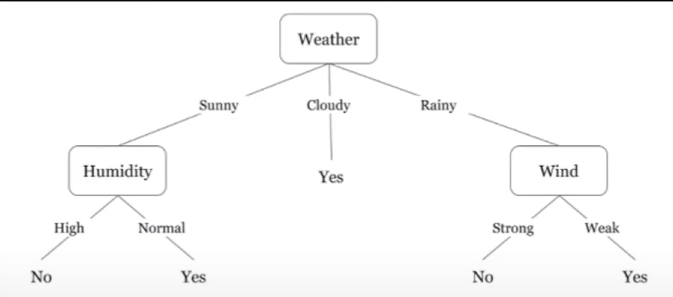 Weather
Sunny Cloudy Rainy
Humidity Yes Wind
High Normal Strong Weak
No Yes No Yes